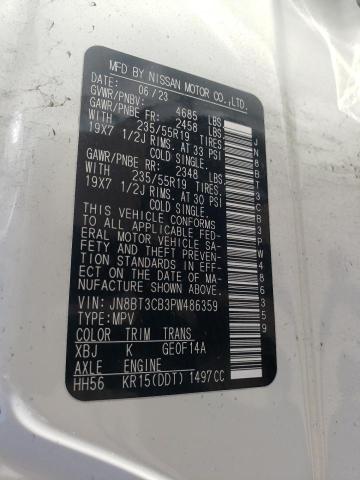 MFD BY NISSAN MOTOR CO., LTD.
DATE: 06/23
GVWR/PNBV: 4685 LBS
GAWR/PNBE FR: 2458 LBS
WITH 235/55R19 TIRES,
19X7 1/2J RIMS, AT 33 PSI
COLD SINGLE.
GAWR/PNBE RR: 2348 LBS
WITH 235/55R19 TIRES,
19X7 1/2J RIMS, AT 30 PSI
COLD SINGLE.
THIS VEHICLE CONFORMS
TO ALL APPLICABLE FED-
ERAL MOTOR VEHICLE SA-
FETY AND THEFT PREV-
ENTION STANDARDS IN EFF-
ECT ON THE DATE OF MA-
NUFACTURE SHOWN ABOVE.
VIN: JN8BT3CB3PW486359
TYPE: MPV
COLOR TRIM TRANS
XBJ K GE0F14A
AXLE ENGINE
HH56 KR15(DDT) 1497CC
JN8BT3CB3PW486359